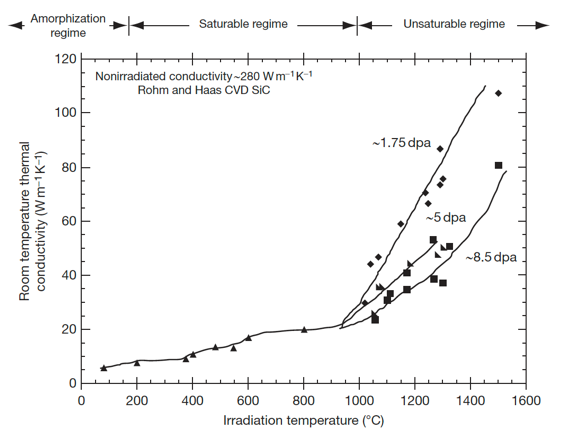 Amorphization regime
Saturable regime
Unsaturable regime
Nonirradiated conductivity~280 W m⁻¹ K⁻¹
Rohm and Haas CVD SiC
~1.75 dpa
~5 dpa
~8.5 dpa
Room temperature thermal
conductivity (W m⁻¹ K⁻¹)
120
100
80
60
40
20
0
0 200 400 600 800 1000 1200 1400 1600
Irradiation temperature (°C)